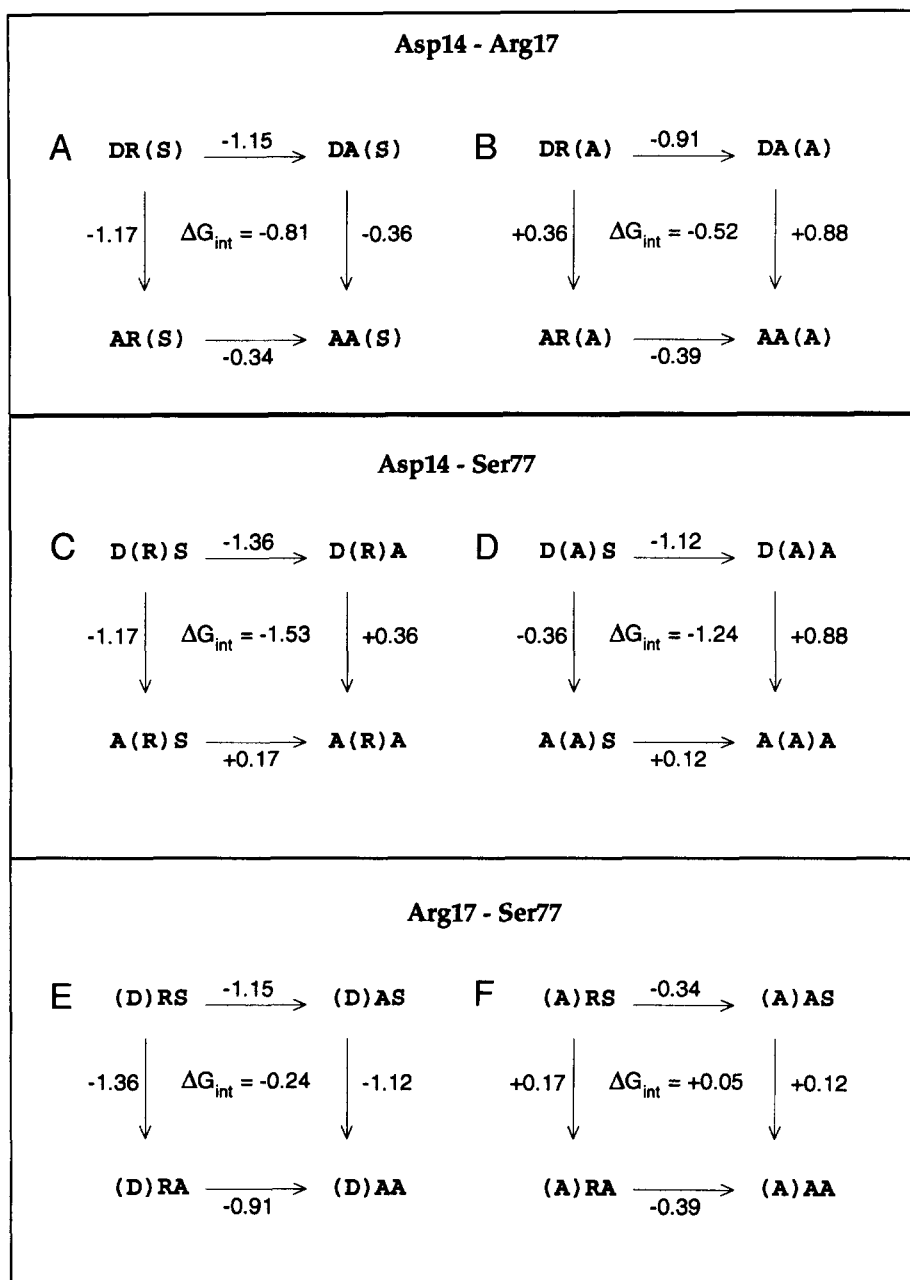 Asp14 - Arg17
A DR(S) -1.15 DA(S) B DR(A) -0.91 DA(A)
-1.17 ΔG_int = -0.81 -0.36 +0.36 ΔG_int = -0.52 +0.88
AR(S) -0.34 AA(S) AR(A) -0.39 AA(A)
Asp14 - Ser77
C D(R)S -1.36 D(R)A D D(A)S -1.12 D(A)A
-1.17 ΔG_int = -1.53 +0.36 -0.36 ΔG_int = -1.24 +0.88
A(R)S +0.17 A(R)A A(A)S +0.12 A(A)A
Arg17 - Ser77
E (D)RS -1.15 (D)AS F (A)RS -0.34 (A)AS
-1.36 ΔG_int = -0.24 -1.12 +0.17 ΔG_int = +0.05 +0.12
(D)RA -0.91 (D)AA (A)RA -0.39 (A)AA